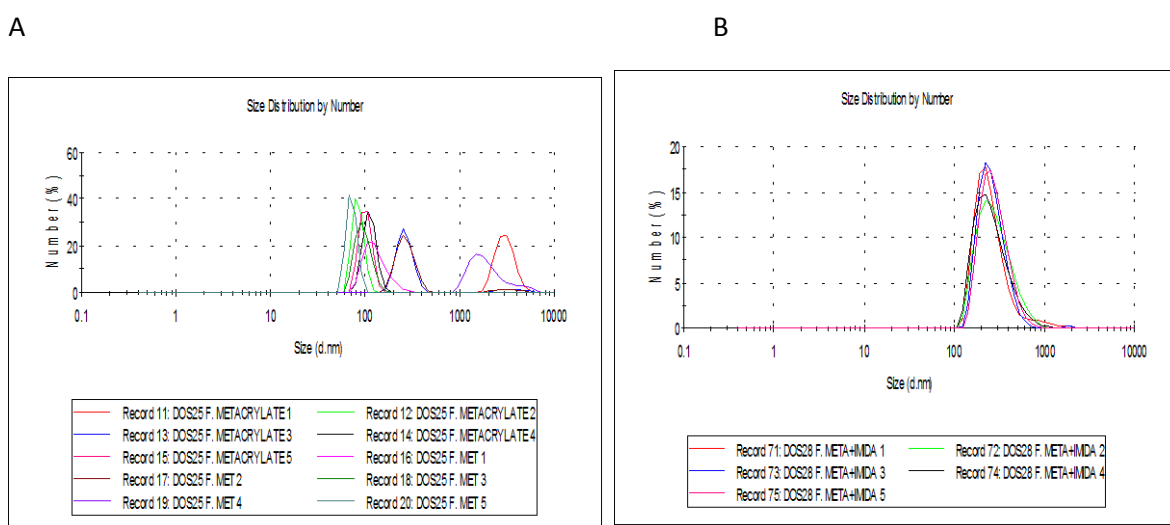 A
B
Size Distribution by Number
60
40
20
0
Number (%)
0.1 1 10 100 1000 10000
Size (d.nm)
Record 11: DOS25 F. METACRYLATE 1 Record 12: DOS25 F. METACRYLATE 2
Record 13: DOS25 F. METACRYLATE 3 Record 14: DOS25 F. METACRYLATE 4
Record 15: DOS25 F. METACRYLATE 5 Record 16: DOS25 F. MET 1
Record 17: DOS25 F. MET 2 Record 18: DOS25 F. MET 3
Record 19: DOS25 F. MET 4 Record 20: DOS25 F. MET 5
Size Distribution by Number
20
15
10
5
0
Number (%)
0.1 1 10 100 1000 10000
Size (d.nm)
Record 71: DOS28 F. META+IMIDA 1 Record 72: DOS28 F. META+IMIDA 2
Record 73: DOS28 F. META+IMIDA 3 Record 74: DOS28 F. META+IMIDA 4
Record 75: DOS28 F. META+IMIDA 5